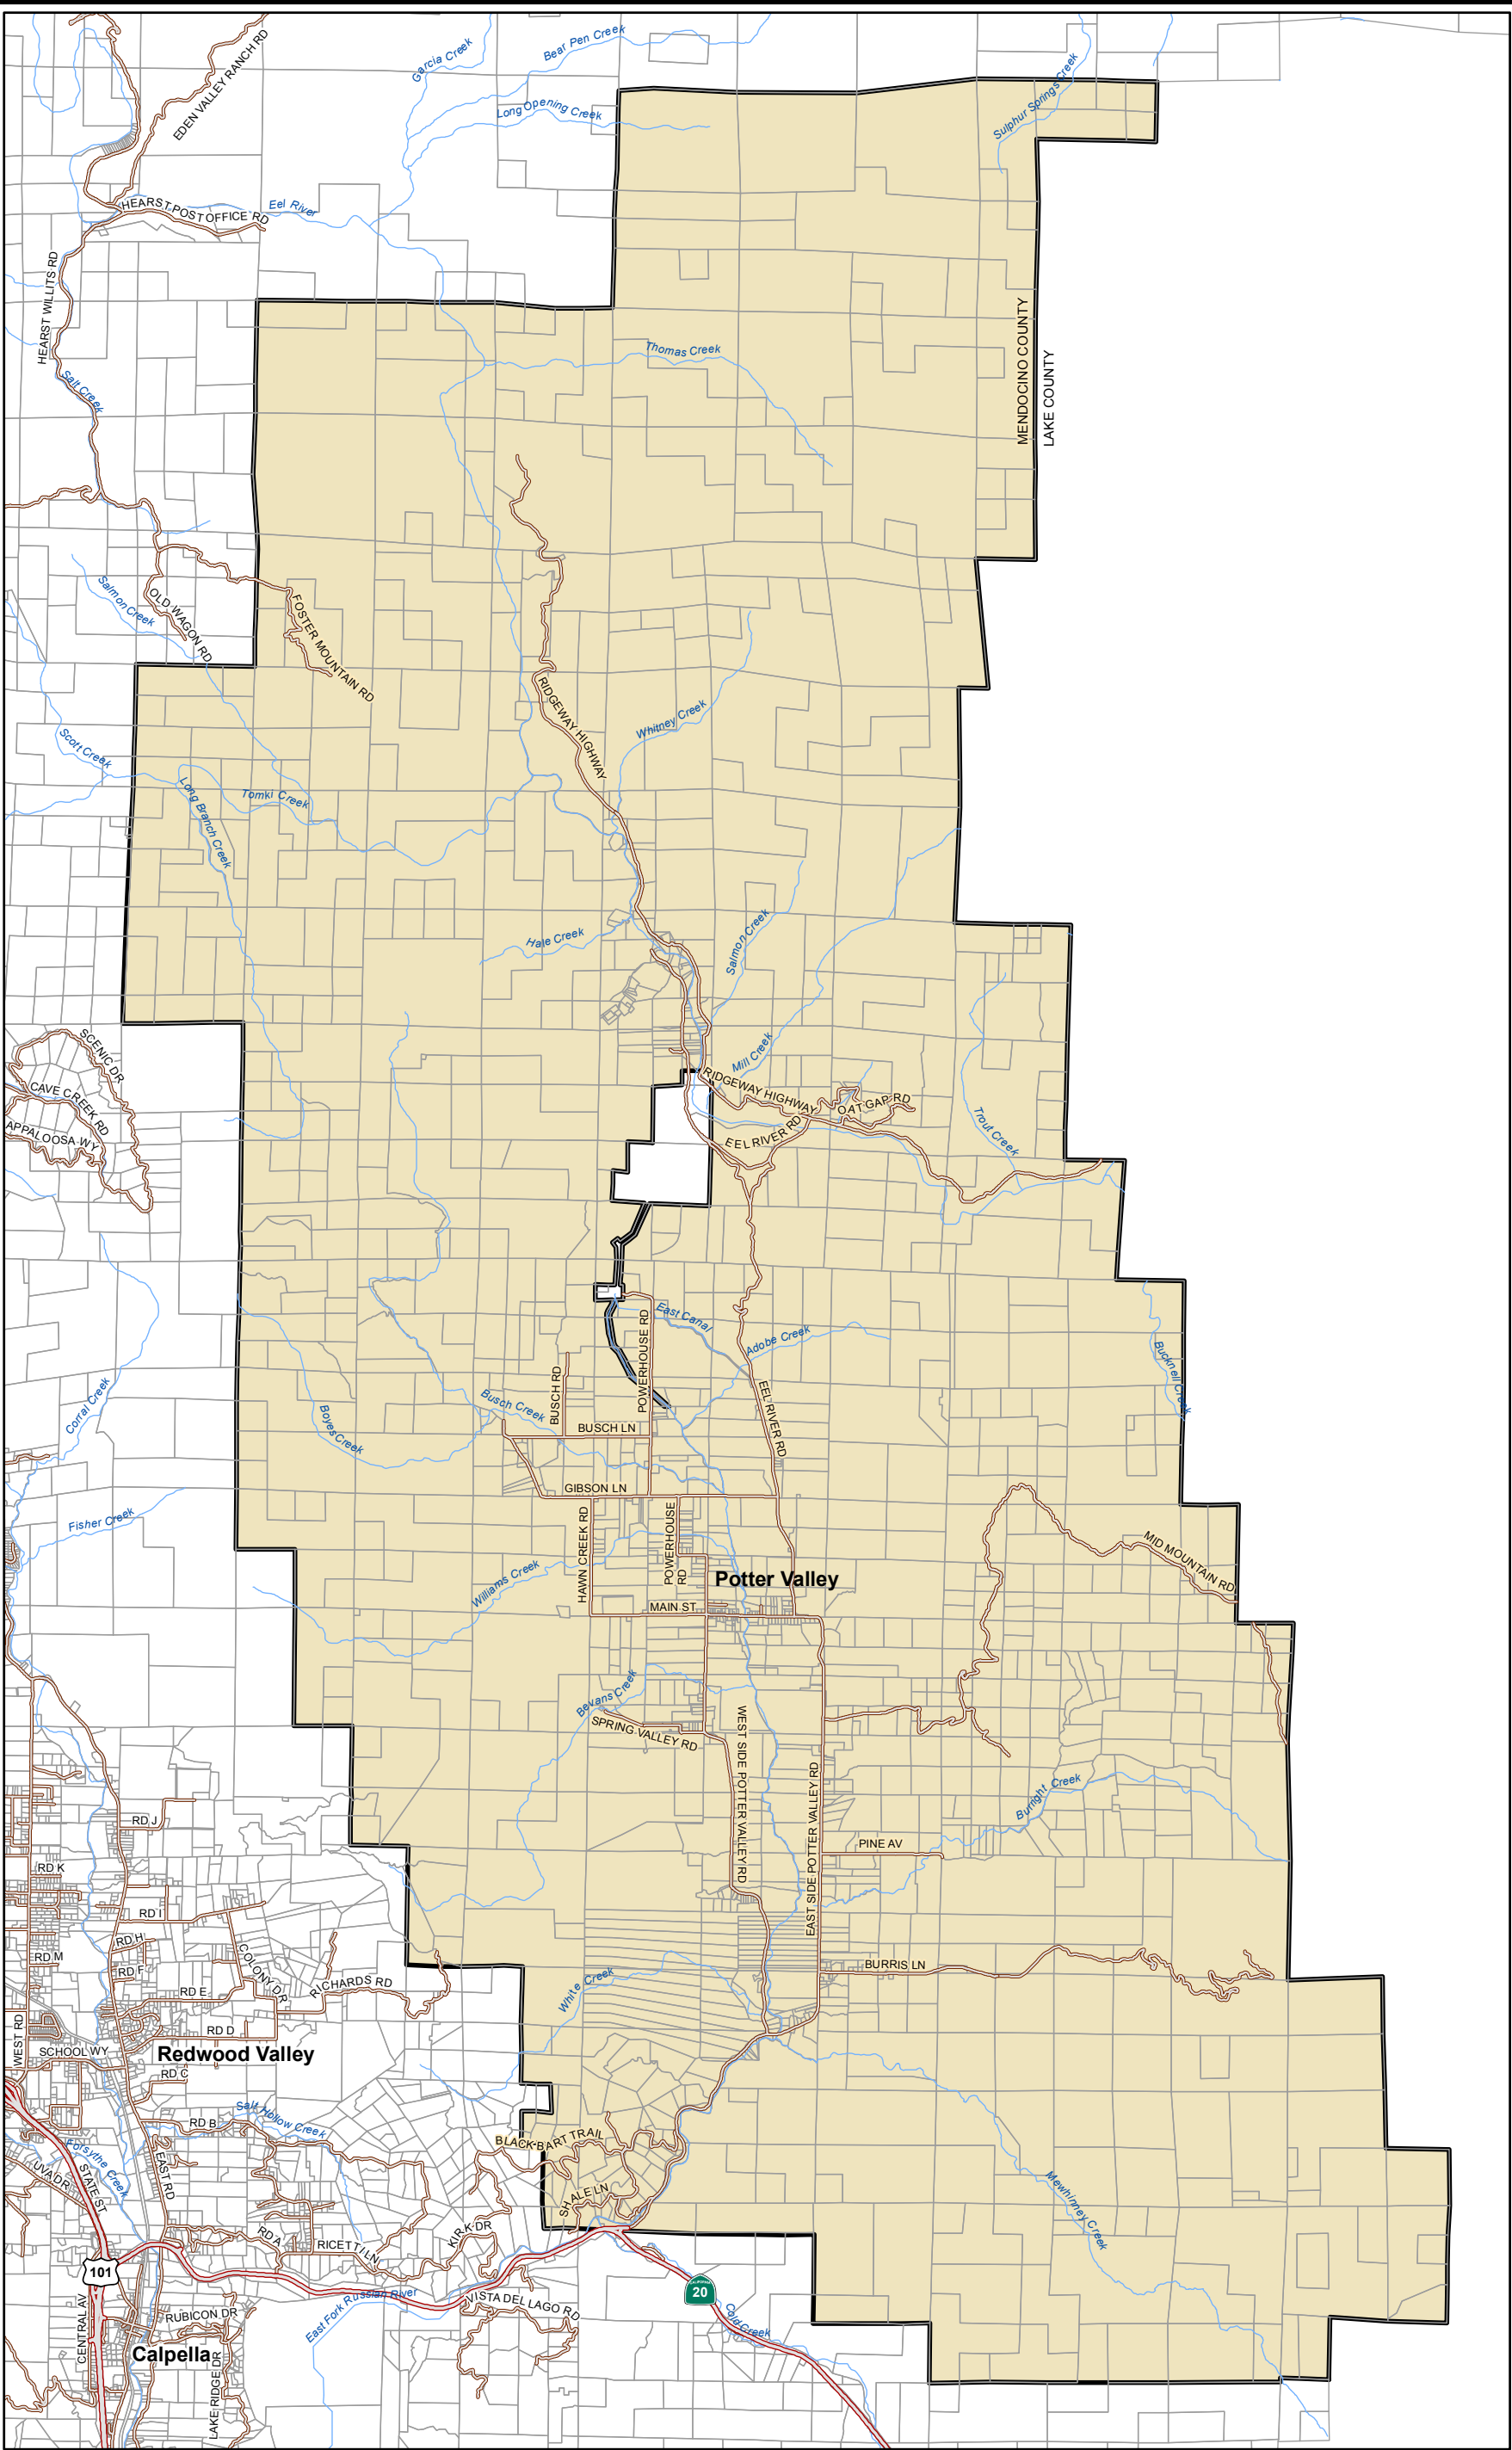 EDEN VALLEY RANCH RD
Garcia Creek
Bear Pen Creek
Long Opening Creek
Sulphur Springs Creek
HEARST POST OFFICE RD
Eel River
HEARST WILLITS RD
MENDOCINO COUNTY
LAKE COUNTY
Thomas Creek
Salt Creek
Salmon Creek
OLD WAGON RD
FOSTER MOUNTAIN RD
RIDGEWAY HIGHWAY
Whitney Creek
Scott Creek
Long Branch Creek
Tomki Creek
Hale Creek
Salmon Creek
SCENIC DR
CAVE CREEK RD
APPALOOSA WY
Mill Creek
RIDGEWAY HIGHWAY
OAT GAP RD
EEL RIVER RD
Trout Creek
East Canal
POWERHOUSE RD
Adobe Creek
Bucknell Creek
BUSCH RD
Busch Creek
EEL RIVER RD
Corral Creek
Boyes Creek
BUSCH LN
GIBSON LN
Fisher Creek
HAWN CREEK RD
POWERHOUSE
RD
MID MOUNTAIN RD
Potter Valley
Williams Creek
MAIN ST
Bevans Creek
SPRING VALLEY RD
WEST SIDE POTTER VALLEY RD
EAST SIDE POTTER VALLEY RD
Burright Creek
RD J
PINE AV
RD K
RD I
RD H
RD M
RD F
COLONY DR
RICHARDS RD
BURRIS LN
RD E
White Creek
RD D
WEST RD
SCHOOL WY
Redwood Valley
RD C
RD B
Salt Hollow Creek
BLACK BART TRAIL
Forsythe Creek
UVA DR
STATE ST
EAST RD
SHALE LN
Mewhinney Creek
RD A
RICETTI LN
KIRK DR
101
CALIFORNIA
20
East Fork Russian River
VISTA DEL LAGO RD
Cold Creek
CENTRAL AV
RUBICON DR
Calpella
LAKE RIDGE DR